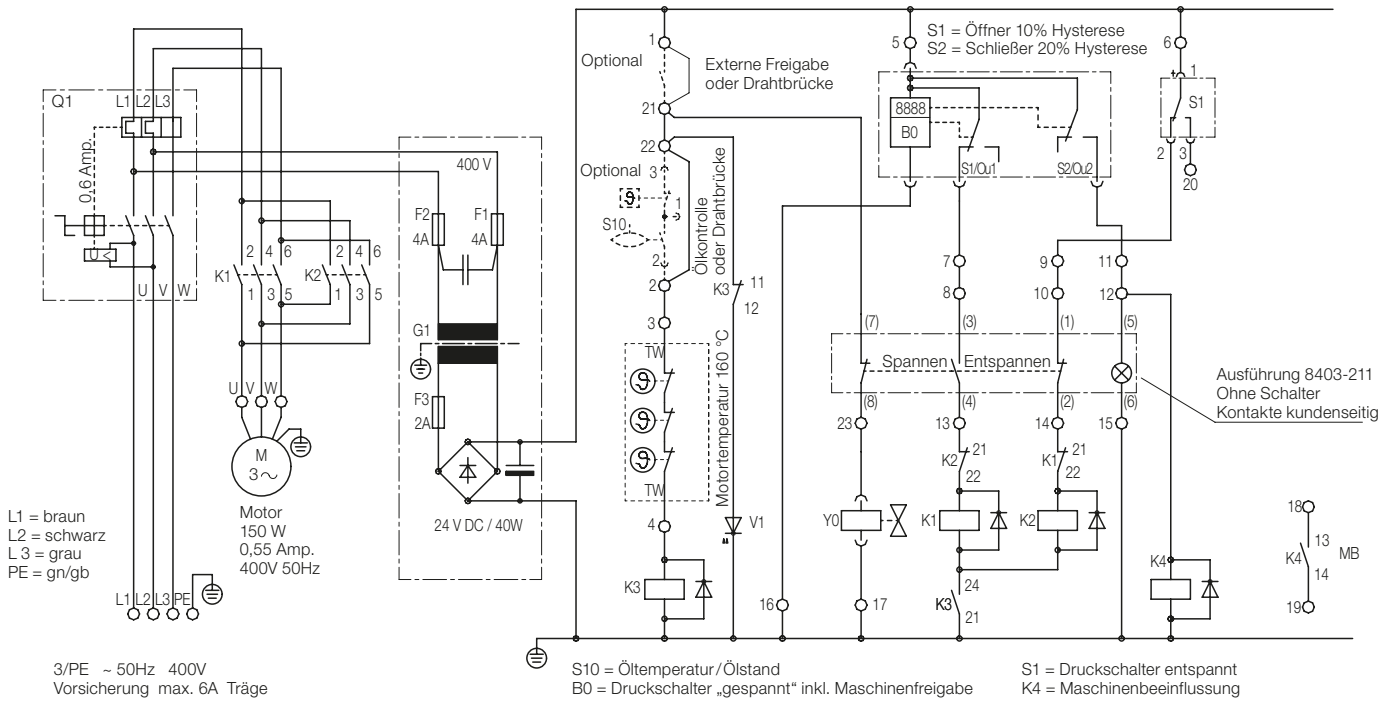 S1 = Öffner 10% Hysterese
S2 = Schließer 20% Hysterese
1
5
6
Optional
Externe Freigabe
oder Drahtbrücke
Q1
L1 L2 L3
1
S1
8888
B0
21
0,6 Amp.
400 V
22
2
3
Optional
3
S1/Ou1
S2/Ou2
20
1
F2
F1
S10
4A
4A
Ölkontrolle
oder Drahtbrücke
U<
2 4 6
2 4 6
2
7
9
11
K1
K2
K3
11
12
2
8
10
12
U V W
1 3 5
1 3 5
G1
3
(7)
(3)
(1)
(5)
TW
Motortemperatur 160 °C
Spannen
Entspannen
ϑ
ϑ
ϑ
Ausführung 8403-211
Ohne Schalter
Kontakte kundenseitig
U V W
F3
2A
(8)
(4)
(2)
(6)
23
13
14
15
M
3~
K2
21
22
K1
21
22
TW
L1 = braun
L2 = schwarz
L 3 = grau
PE = gn/gb
Motor
150 W
0,55 Amp.
400V 50Hz
24 V DC / 40W
4
V1
Y0
K1
K2
18
13
K4
MB
14
K4
K3
24
K3
21
16
17
19
L1 L2 L3 PE
3/PE ~ 50Hz 400V
Vorsicherung max. 6A Träge
S10 = Öltemperatur/Ölstand
B0 = Druckschalter „gespannt“ inkl. Maschinenfreigabe
S1 = Druckschalter entspannt
K4 = Maschinenbeeinflussung